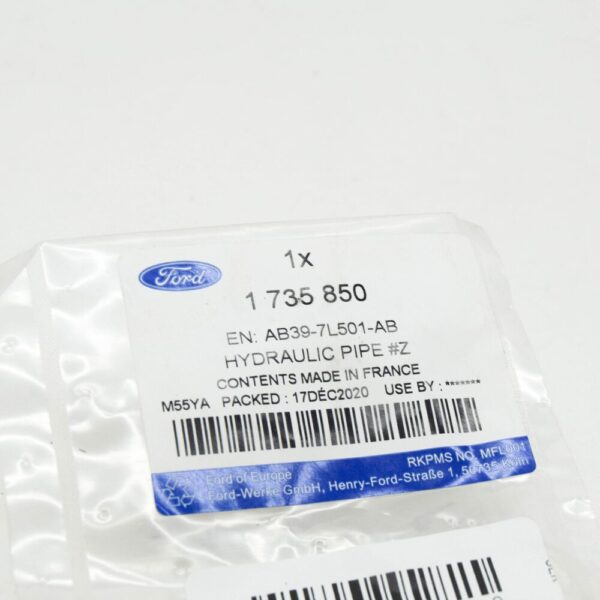 1x
Ford
1 735 850
EN: AB39-7L501-AB
HYDRAULIC PIPE #Z
CONTENTS MADE IN FRANCE
M55YA PACKED : 17DÉC2020 USE BY : *******
RKPMS NO. MFL001
Ford of Europe
Ford-Werke GmbH, Henry-Ford-Straße 1, 50735 Köln